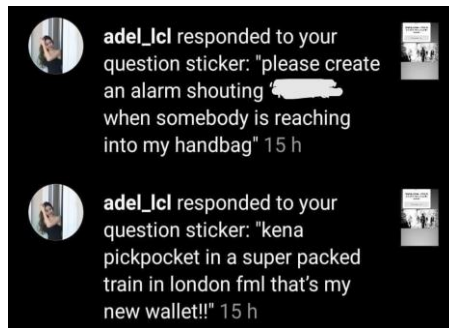 adel_lcl responded to your
question sticker: "please create
an alarm shouting '
when somebody is reaching
into my handbag" 15 h
adel_lcl responded to your
question sticker: "kena
pickpocket in a super packed
train in london fml that's my
new wallet!!" 15 h